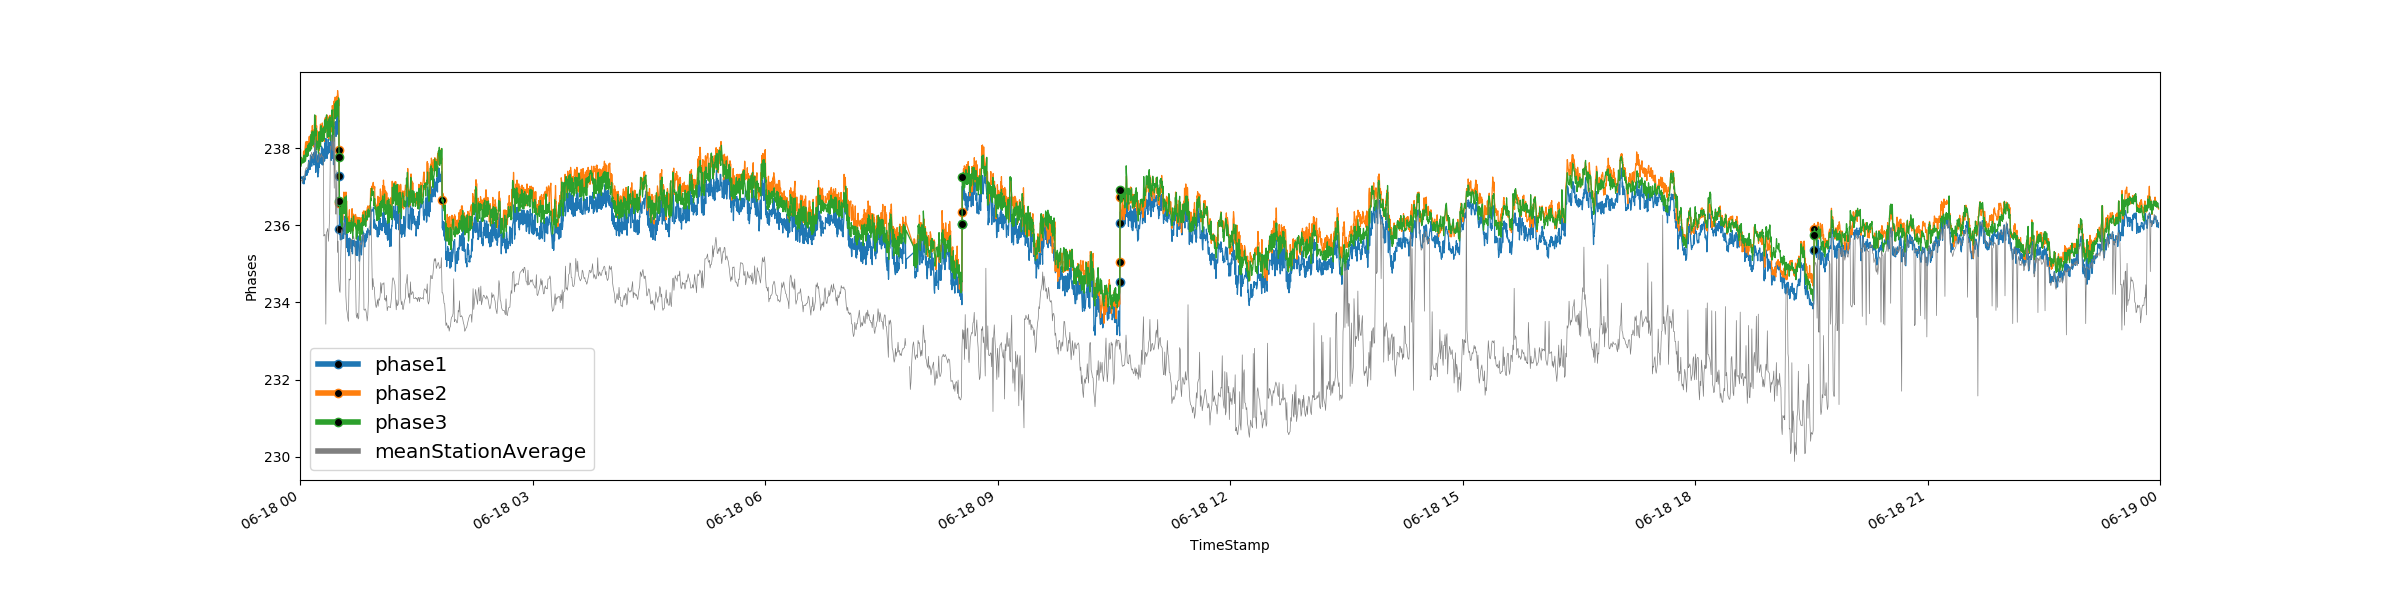 238
236
234
232
230
Phases
phase1
phase2
phase3
meanStationAverage
06-18 00
06-18 03
06-18 06
06-18 09
06-18 12
06-18 15
06-18 18
06-18 21
06-19 00
TimeStamp